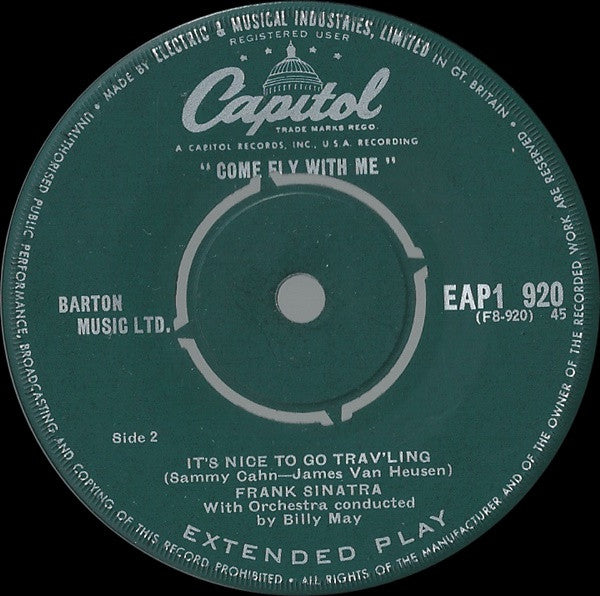 MADE BY ELECTRIC & MUSICAL INDUSTRIES, LIMITED IN GT. BRITAIN •
REGISTERED USER
Capitol
TRADE MARKS REGD.
A CAPITOL RECORDS, INC., U.S.A. RECORDING
" COME FLY WITH ME "
BARTON
MUSIC LTD.
EAP1 920
(F8-920) 45
Side 2
IT'S NICE TO GO TRAV'LING
(Sammy Cahn—James Van Heusen)
FRANK SINATRA
With Orchestra conducted
by Billy May
EXTENDED PLAY
ALL RIGHTS OF THE MANUFACTURER AND OF THE OWNER OF THE RECORDED WORK ARE RESERVED •
UNAUTHORISED PUBLIC PERFORMANCE, BROADCASTING AND COPYING OF THIS RECORD PROHIBITED •